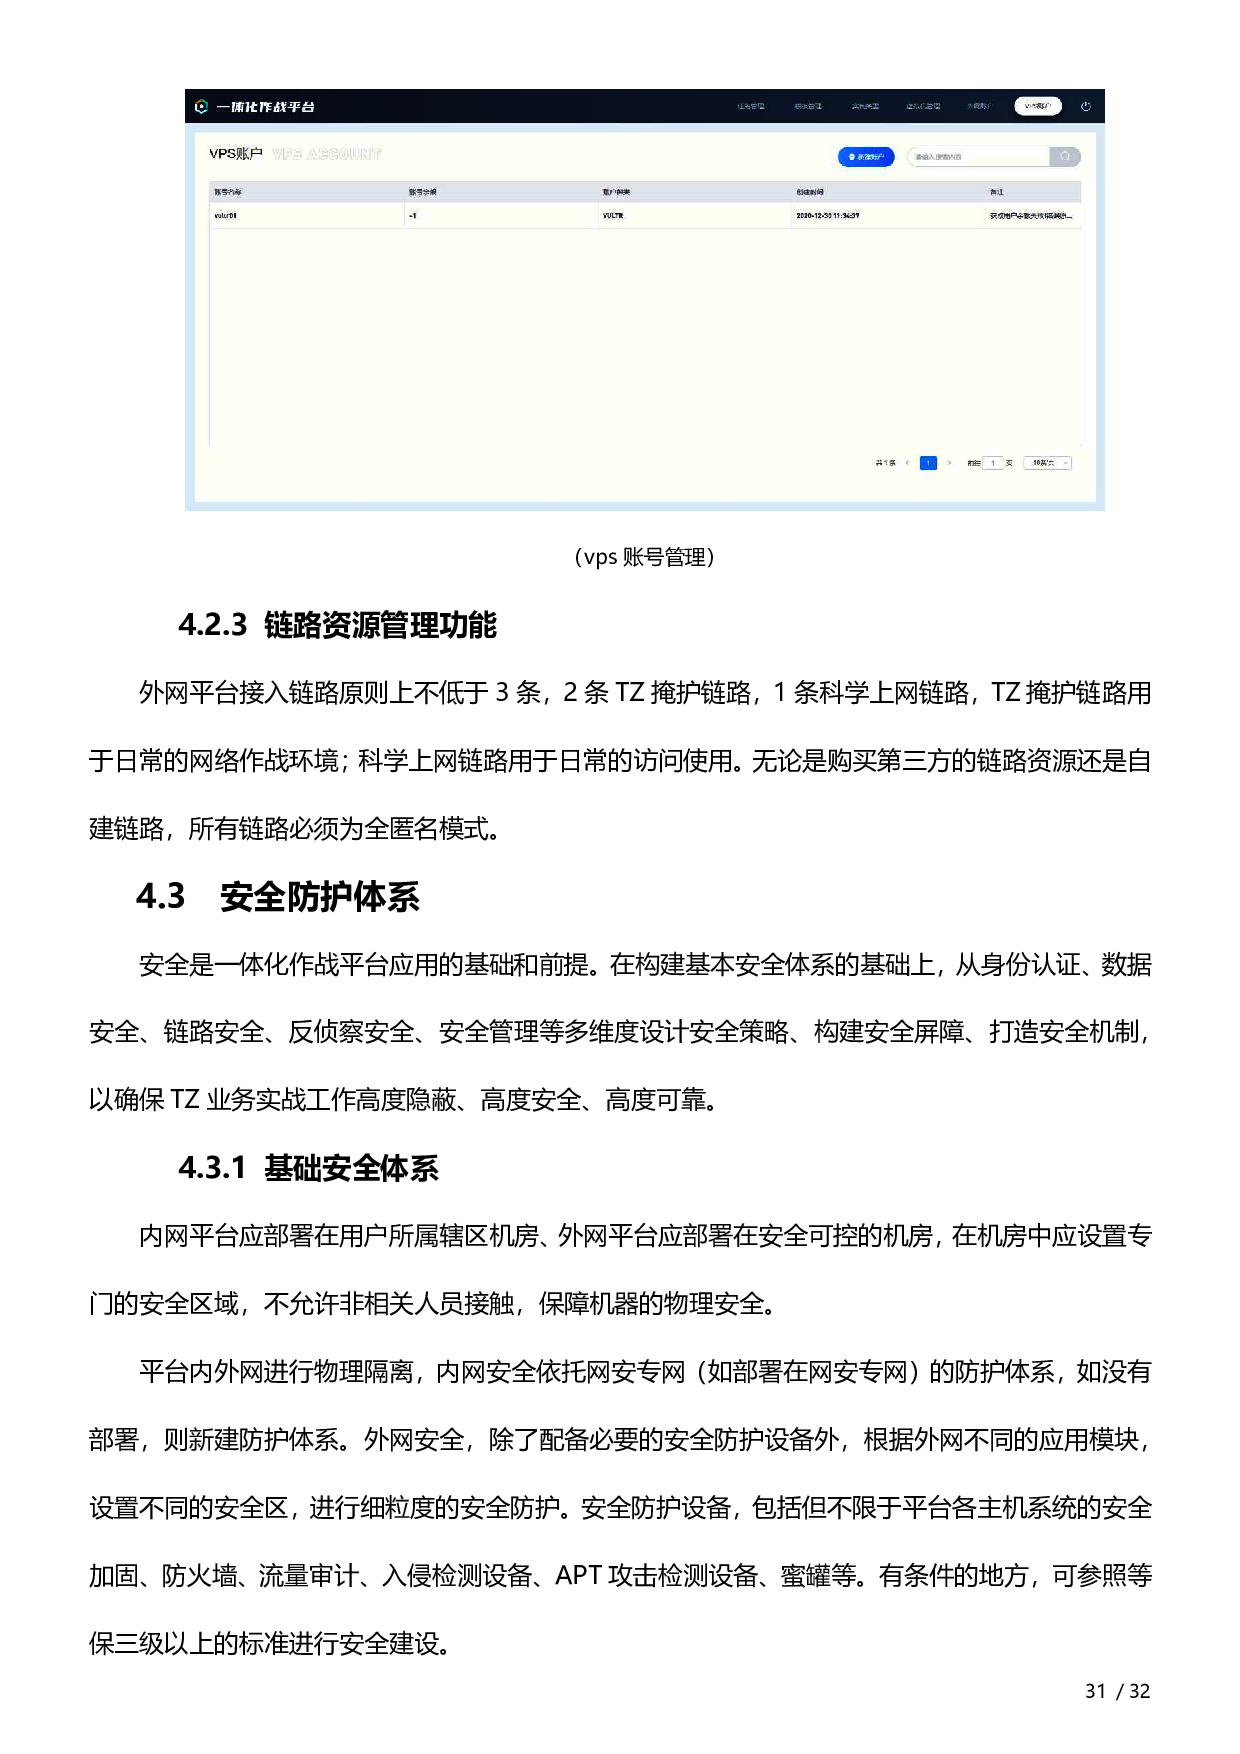 一体化作战平台
任务管理 模板管理 虚拟机管理 VPS账户
VPS账户 VPS ACCOUNT
新建账户
请输入搜索内容
账号名称 账号余额 账户种类 创建时间 备注
vultr01 -1 VULTR 2020-12-30 11:34:37
共 1 条 < 1 > 前往 1 页 10条/页
（vps 账号管理）
4.2.3 链路资源管理功能
外网平台接入链路原则上不低于 3 条，2 条 TZ 掩护链路，1 条科学上网链路，TZ 掩护链路用
于日常的网络作战环境；科学上网链路用于日常的访问使用。无论是购买第三方的链路资源还是自
建链路，所有链路必须为全匿名模式。
4.3 安全防护体系
安全是一体化作战平台应用的基础和前提。在构建基本安全体系的基础上，从身份认证、数据
安全、链路安全、反侦察安全、安全管理等多维度设计安全策略、构建安全屏障、打造安全机制，
以确保 TZ 业务实战工作高度隐蔽、高度安全、高度可靠。
4.3.1 基础安全体系
内网平台应部署在用户所属辖区机房、外网平台应部署在安全可控的机房，在机房中应设置专
门的安全区域，不允许非相关人员接触，保障机器的物理安全。
平台内外网进行物理隔离，内网安全依托网安专网（如部署在网安专网）的防护体系，如没有
部署，则新建防护体系。外网安全，除了配备必要的安全防护设备外，根据外网不同的应用模块，
设置不同的安全区，进行细粒度的安全防护。安全防护设备，包括但不限于平台各主机系统的安全
加固、防火墙、流量审计、入侵检测设备、APT 攻击检测设备、蜜罐等。有条件的地方，可参照等
保三级以上的标准进行安全建设。
31 / 32